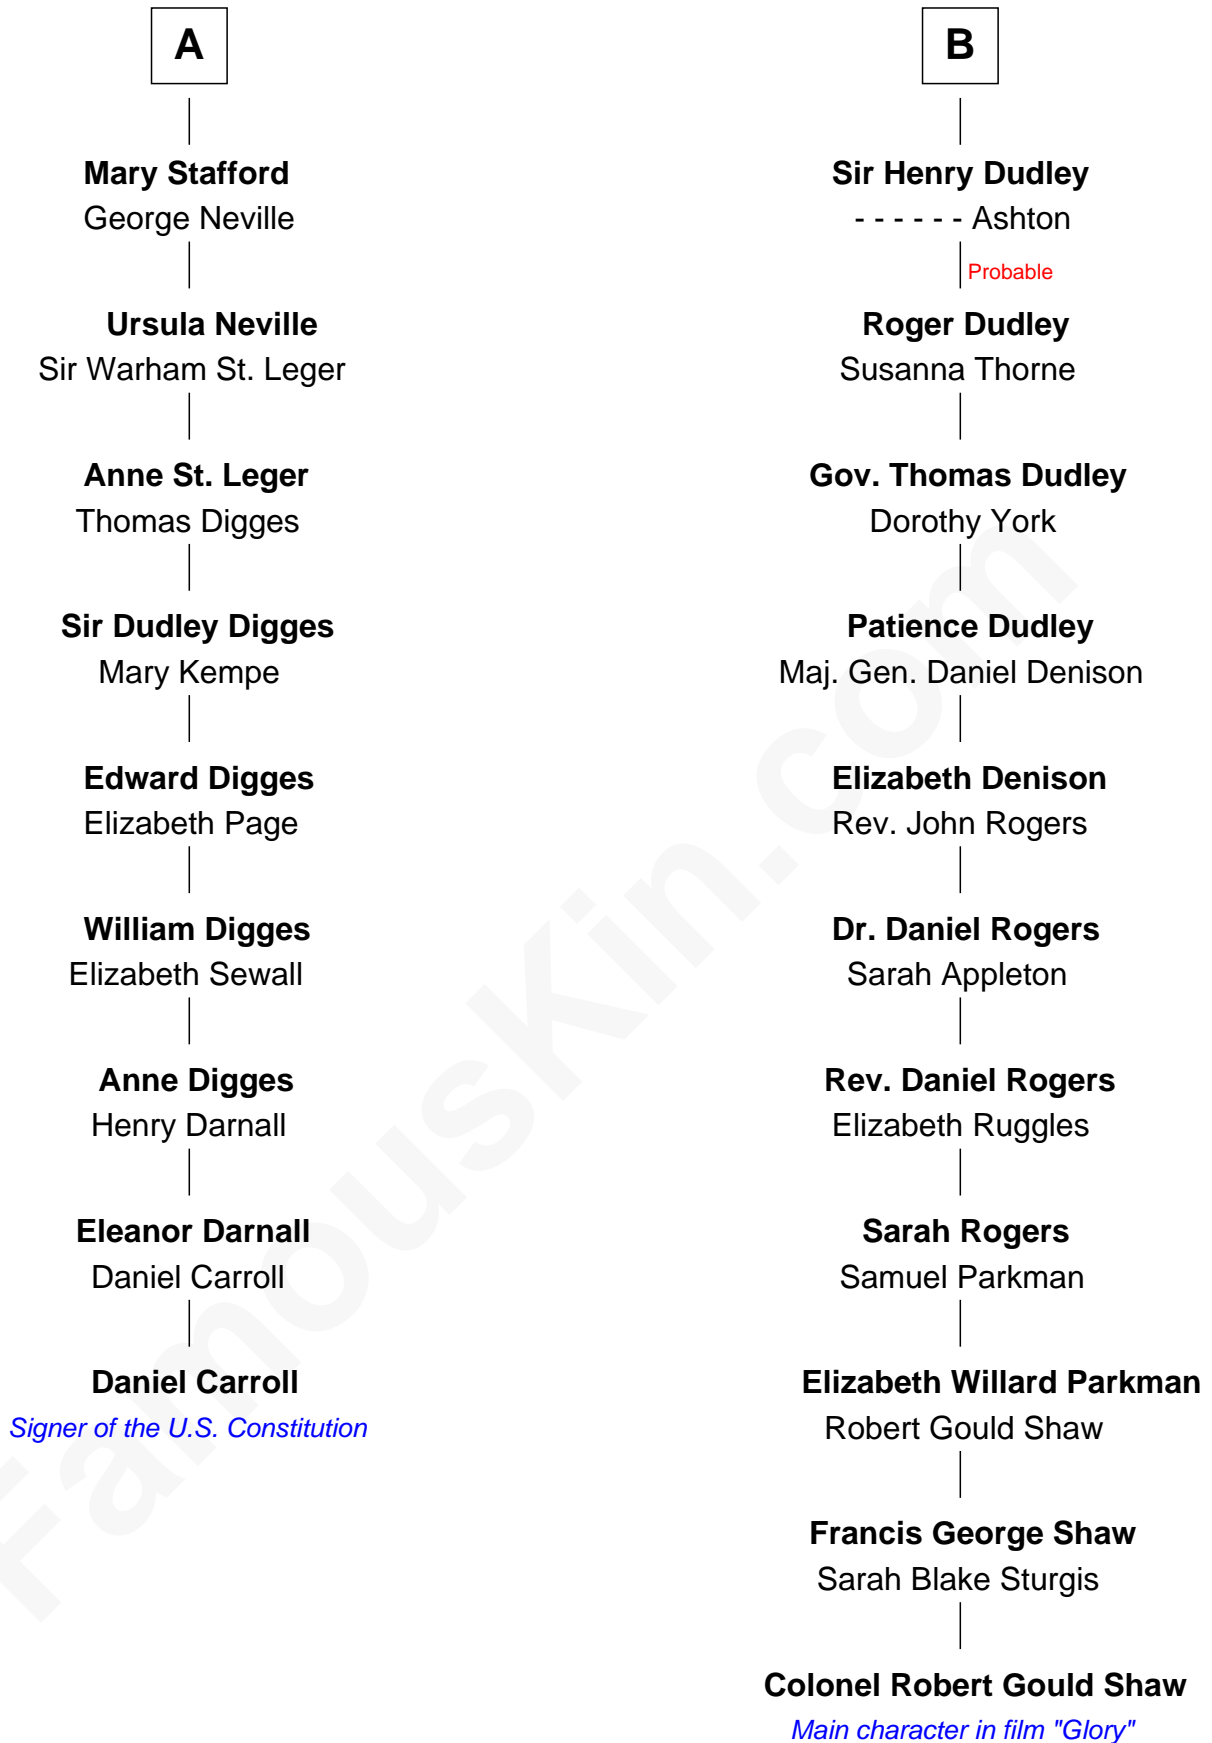 A
Mary Stafford
George Neville
Ursula Neville
Sir Warham St. Leger
Anne St. Leger
Thomas Digges
Sir Dudley Digges
Mary Kempe
Edward Digges
Elizabeth Page
William Digges
Elizabeth Sewall
Anne Digges
Henry Darnall
Eleanor Darnall
Daniel Carroll
Daniel Carroll
Signer of the U.S. Constitution
B
Sir Henry Dudley
- - - - - - Ashton
Probable
Roger Dudley
Susanna Thorne
Gov. Thomas Dudley
Dorothy York
Patience Dudley
Maj. Gen. Daniel Denison
Elizabeth Denison
Rev. John Rogers
Dr. Daniel Rogers
Sarah Appleton
Rev. Daniel Rogers
Elizabeth Ruggles
Sarah Rogers
Samuel Parkman
Elizabeth Willard Parkman
Robert Gould Shaw
Francis George Shaw
Sarah Blake Sturgis
Colonel Robert Gould Shaw
Main character in film "Glory"
FamousKin.com